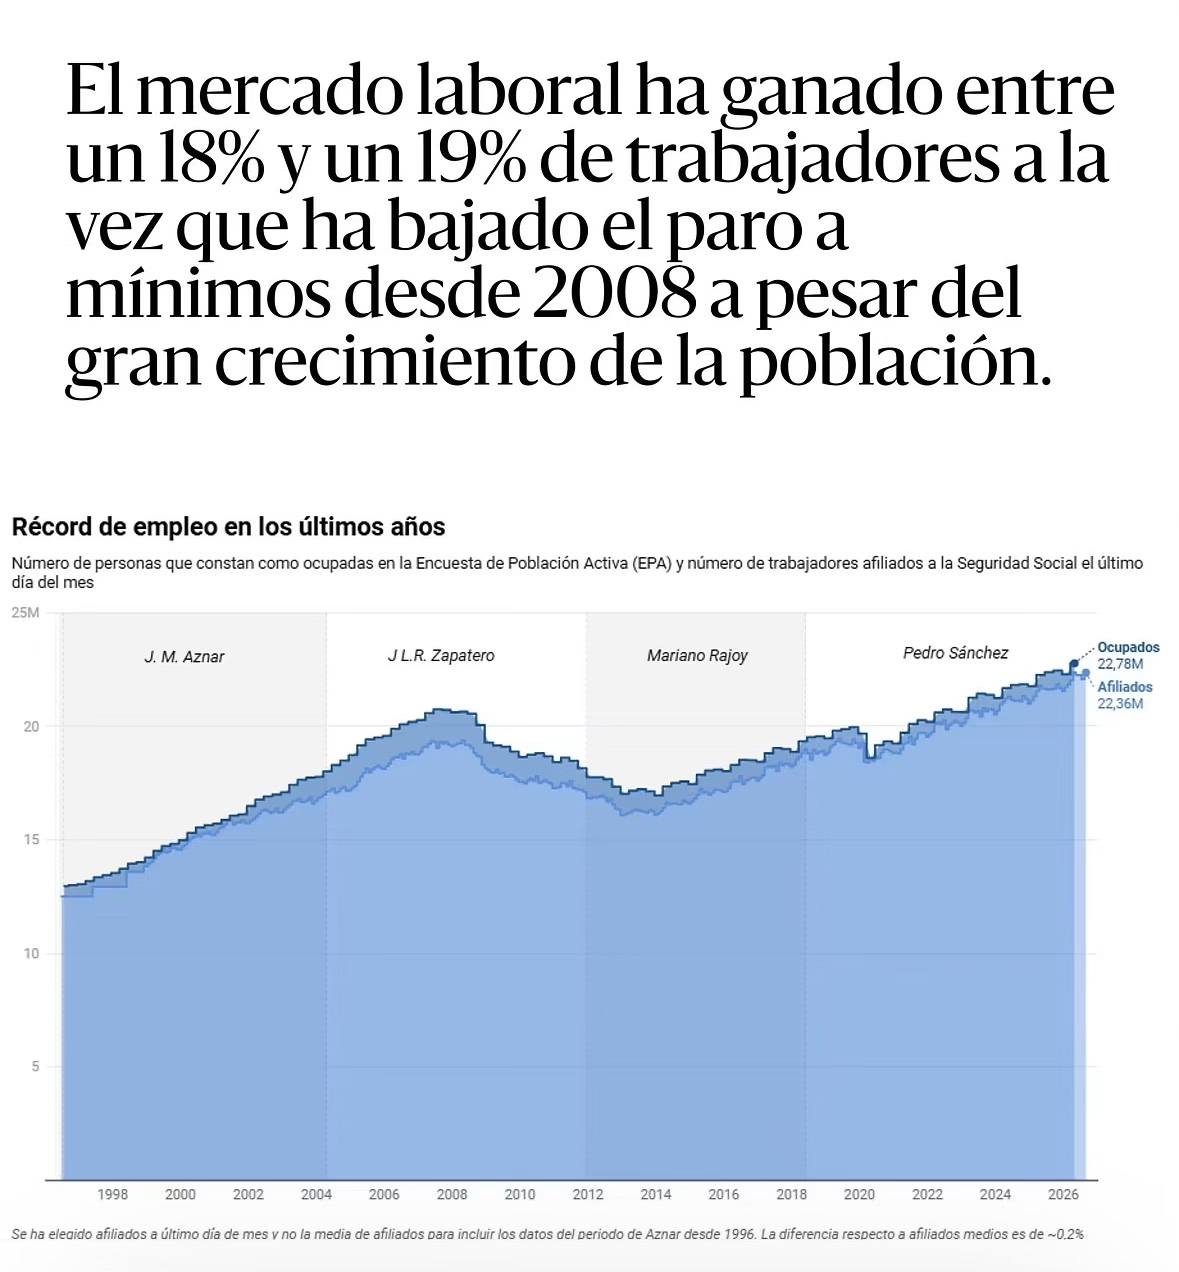 El mercado laboral ha ganado entre
un 18% y un 19% de trabajadores a la
vez que ha bajado el paro a
mínimos desde 2008 a pesar del
gran crecimiento de la población.
Récord de empleo en los últimos años
Número de personas que constan como ocupadas en la Encuesta de Población Activa (EPA) y número de trabajadores afiliados a la Seguridad Social el último
día del mes
25M
J. M. Aznar
J L.R. Zapatero
Mariano Rajoy
Pedro Sánchez
Ocupados
22,78M
Afiliados
22,36M
20
15
10
5
1998 2000 2002 2004 2006 2008 2010 2012 2014 2016 2018 2020 2022 2024 2026
Se ha elegido afiliados a último día de mes y no la media de afiliados para incluir los datos del periodo de Aznar desde 1996. La diferencia respecto a afiliados medios es de ~0,2%